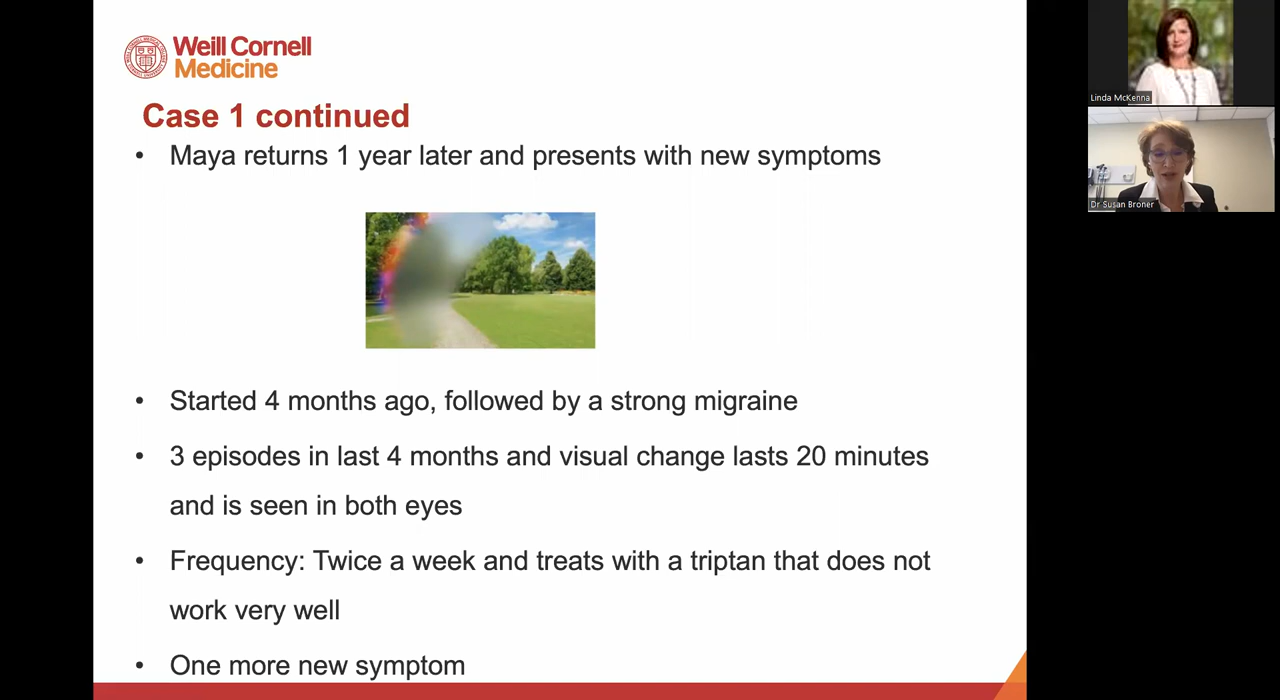 Weill Cornell
Medicine
Case 1 continued
• Maya returns 1 year later and presents with new symptoms
• Started 4 months ago, followed by a strong migraine
• 3 episodes in last 4 months and visual change lasts 20 minutes
and is seen in both eyes
• Frequency: Twice a week and treats with a triptan that does not
work very well
• One more new symptom
Linda McKenna
Dr Susan Broner